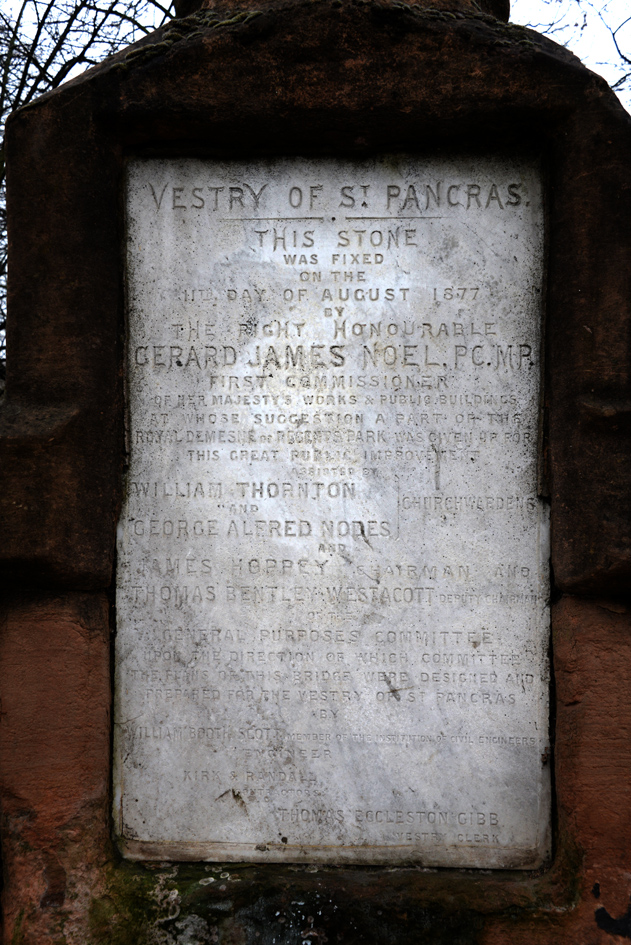 VESTRY OF ST PANCRAS.
THIS STONE
WAS FIXED
ON THE
11TH DAY OF AUGUST 1877
BY
THE RIGHT HONOURABLE
GERARD JAMES NOEL, P.C. M.P.
FIRST COMMISSIONER
OF HER MAJESTY'S WORKS & PUBLIC BUILDINGS
AT WHOSE SUGGESTION A PART OF THE
ROYAL DEMESNE OF REGENTS PARK WAS GIVEN UP FOR
THIS GREAT PUBLIC IMPROVEMENT
ASSISTED BY
WILLIAM THORNTON
AND
CHURCHWARDENS
GEORGE ALFRED NODES
AND
JAMES HOPPEY CHAIRMAN AND
THOMAS BENTLEY WESTACOTT DEPUTY CHAIRMAN
OF THE
GENERAL PURPOSES COMMITTEE
UPON THE DIRECTION OF WHICH COMMITTEE
THE PLANS OF THIS BRIDGE WERE DESIGNED AND
PREPARED FOR THE VESTRY OF ST PANCRAS
BY
WILLIAM BOOTH SCOTT, MEMBER OF THE INSTITUTION OF CIVIL ENGINEERS
ENGINEER
KIRK & RANDALL
THOMAS ECCLESTON GIBB
VESTRY CLERK